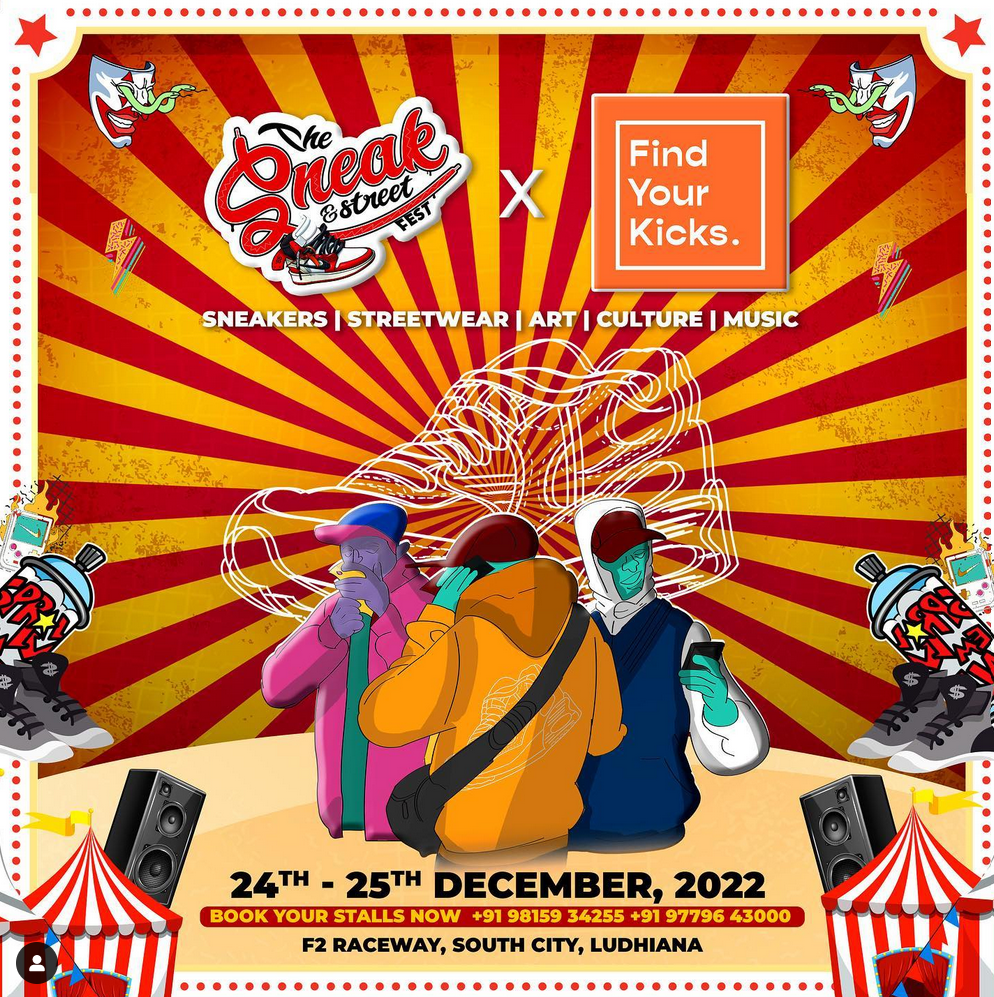 The
Sneak
& street
FEST
X
Find
Your
Kicks.
SNEAKERS | STREETWEAR | ART | CULTURE | MUSIC
24TH - 25TH DECEMBER, 2022
BOOK YOUR STALLS NOW +91 98159 34255 +91 97796 43000
F2 RACEWAY, SOUTH CITY, LUDHIANA